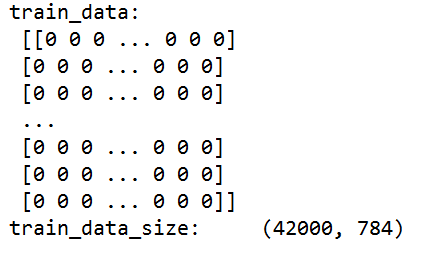 train_data:
[[0 0 0 ... 0 0 0]
[0 0 0 ... 0 0 0]
[0 0 0 ... 0 0 0]
...
[0 0 0 ... 0 0 0]
[0 0 0 ... 0 0 0]
[0 0 0 ... 0 0 0]]
train_data_size: (42000, 784)